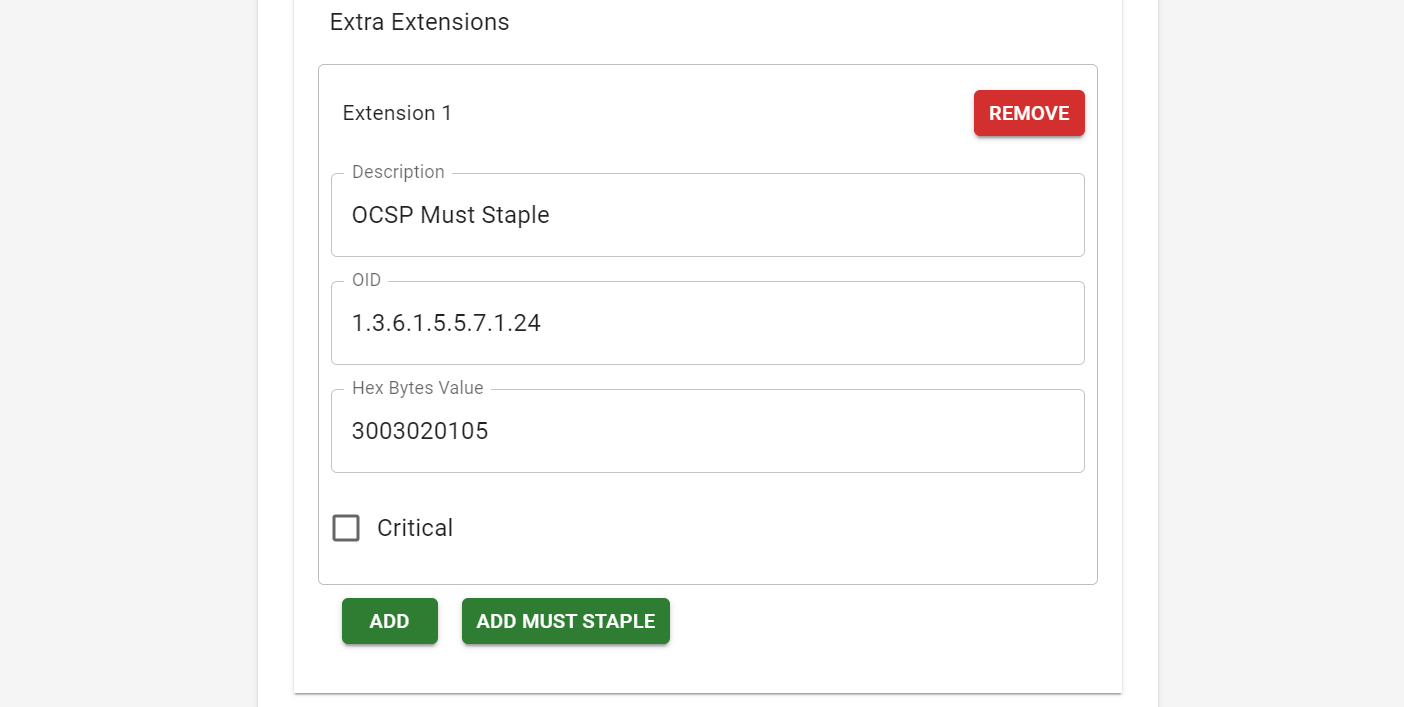 Extra Extensions
Extension 1
REMOVE
Description
OCSP Must Staple
OID
1.3.6.1.5.5.7.1.24
Hex Bytes Value
3003020105
Critical
ADD
ADD MUST STAPLE